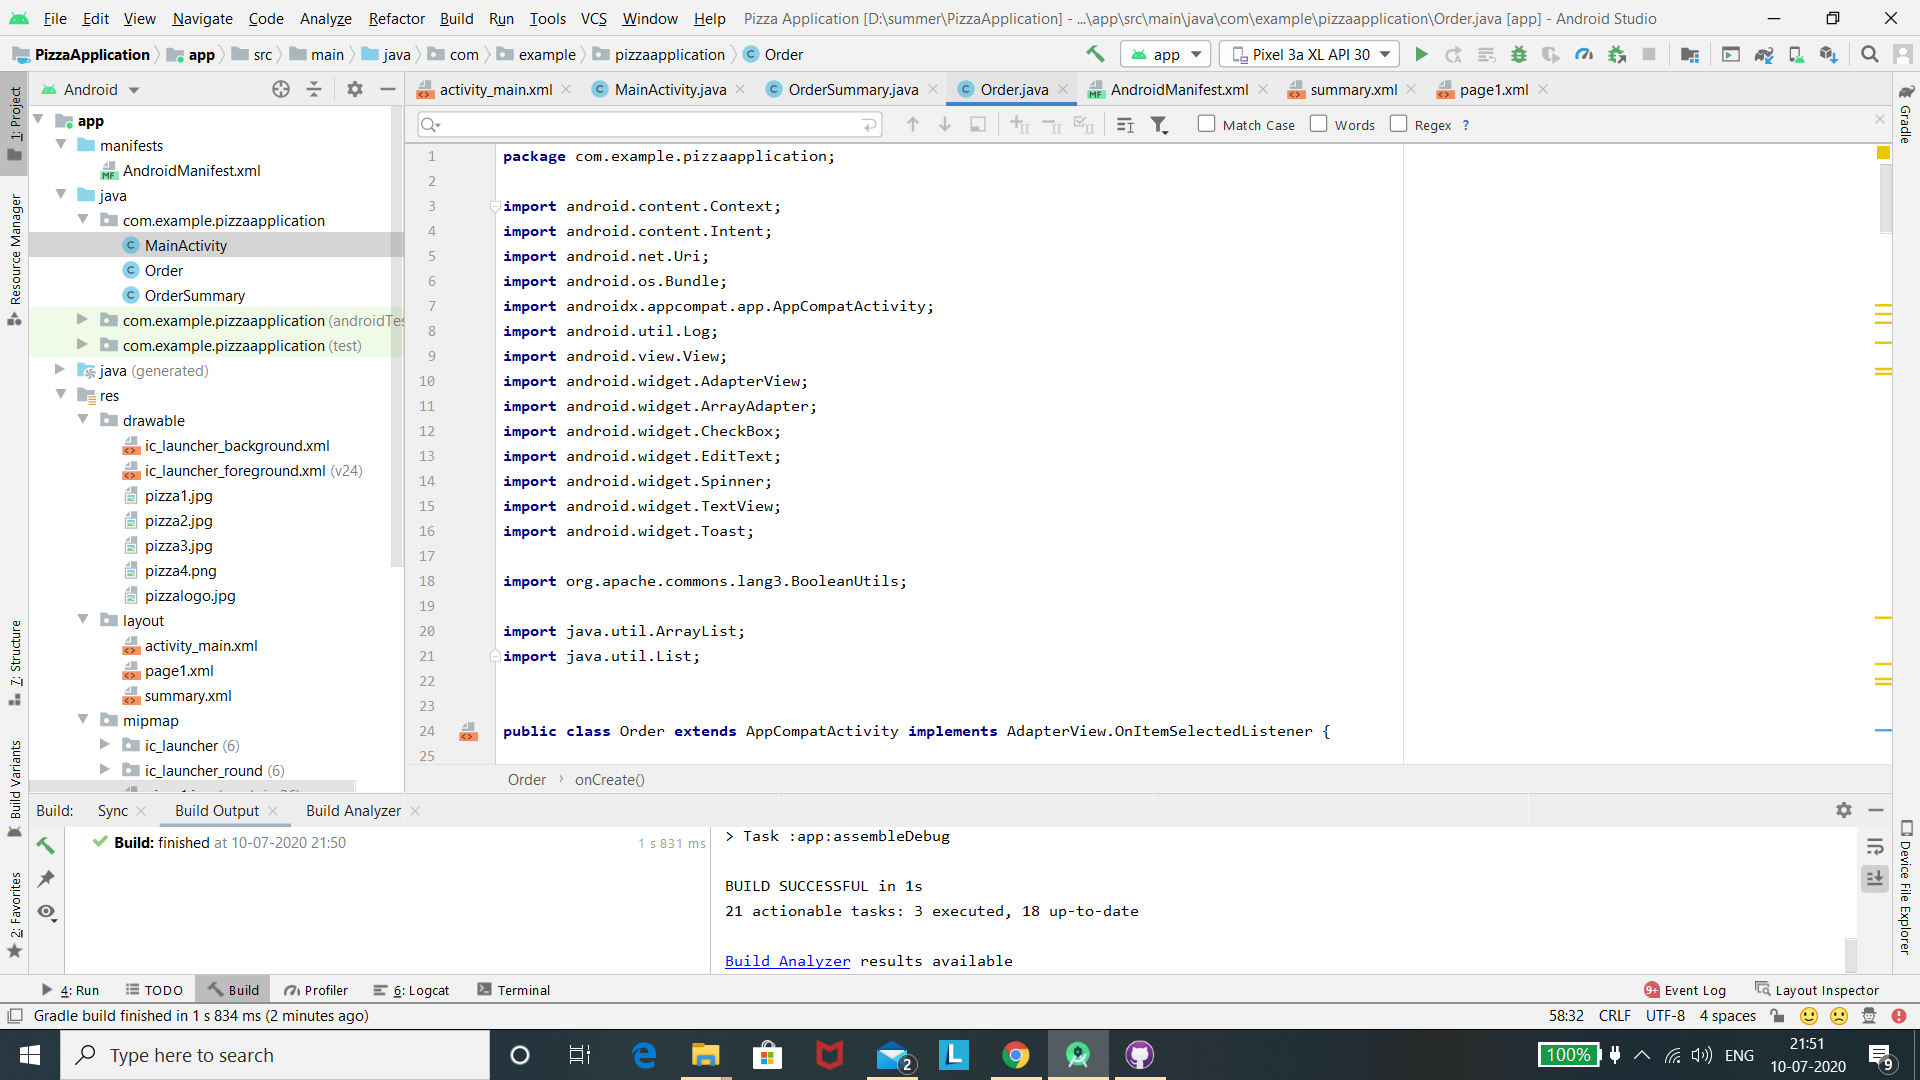 File Edit View Navigate Code Analyze Refactor Build Run Tools VCS Window Help Pizza Application [D:\summer\PizzaApplication] - ...\app\src\main\java\com\example\pizzaapplication\Order.java [app] - Android Studio
PizzaApplication app src main java com example pizzaapplication Order app Pixel 3a XL API 30
Android activity_main.xml MainActivity.java OrderSummary.java Order.java AndroidManifest.xml summary.xml page1.xml
Match Case Words Regex ?
1: Project
Resource Manager
7: Structure
Build Variants
2: Favorites
app
manifests
AndroidManifest.xml
java
com.example.pizzaapplication
MainActivity
Order
OrderSummary
com.example.pizzaapplication (androidTes
com.example.pizzaapplication (test)
java (generated)
res
drawable
ic_launcher_background.xml
ic_launcher_foreground.xml (v24)
pizza1.jpg
pizza2.jpg
pizza3.jpg
pizza4.png
pizzalogo.jpg
layout
activity_main.xml
page1.xml
summary.xml
mipmap
ic_launcher (6)
ic_launcher_round (6)
1 package com.example.pizzaapplication;
2
3 import android.content.Context;
4 import android.content.Intent;
5 import android.net.Uri;
6 import android.os.Bundle;
7 import androidx.appcompat.app.AppCompatActivity;
8 import android.util.Log;
9 import android.view.View;
10 import android.widget.AdapterView;
11 import android.widget.ArrayAdapter;
12 import android.widget.CheckBox;
13 import android.widget.EditText;
14 import android.widget.Spinner;
15 import android.widget.TextView;
16 import android.widget.Toast;
17
18 import org.apache.commons.lang3.BooleanUtils;
19
20 import java.util.ArrayList;
21 import java.util.List;
22
23
24 public class Order extends AppCompatActivity implements AdapterView.OnItemSelectedListener {
25
Order › onCreate()
Gradle
Device File Explorer
Build: Sync Build Output Build Analyzer
Build: finished at 10-07-2020 21:50 1 s 831 ms
> Task :app:assembleDebug
BUILD SUCCESSFUL in 1s
21 actionable tasks: 3 executed, 18 up-to-date
Build Analyzer results available
4: Run TODO Build Profiler 6: Logcat Terminal 9+ Event Log Layout Inspector
Gradle build finished in 1 s 834 ms (2 minutes ago) 58:32 CRLF UTF-8 4 spaces
Type here to search 2 L 100% ENG 21:51 9
10-07-2020